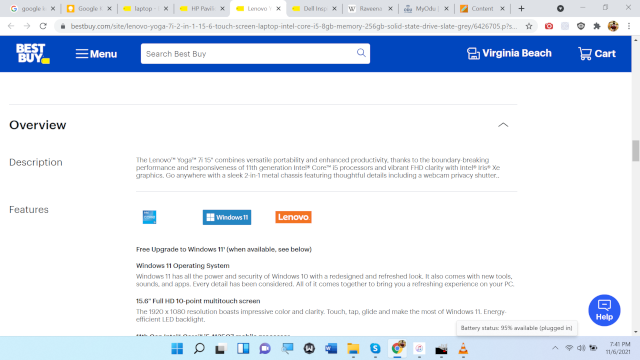 google s
Google I
laptop -
HP Pavili
Lenovo Y
Dell Insp
Ravenna
MyOdu
Content
bestbuy.com/site/lenovo-yoga-7i-2-in-1-15-6-touch-screen-laptop-intel-core-i5-8gb-memory-256gb-solid-state-drive-slate-grey/6426705.p?s...
BEST BUY
Menu
Search Best Buy
Virginia Beach
Cart
Overview
Description
The Lenovo™ Yoga™ 7i 15" combines versatile portability and enhanced productivity, thanks to the boundary-breaking
performance and responsiveness of 11th generation Intel® Core™ i5 processors and vibrant FHD clarity with Intel® Iris® Xe
graphics. Go anywhere with a sleek 2-in-1 metal chassis featuring thoughtful details including a webcam privacy shutter...
Features
Windows 11
Lenovo
Free Upgrade to Windows 11¹ (when available, see below)
Windows 11 Operating System
Windows 11 has all the power and security of Windows 10 with a redesigned and refreshed look. It also comes with new tools,
sounds, and apps. Every detail has been considered. All of it comes together to bring you a refreshing experience on your PC.
15.6" Full HD 10-point multitouch screen
The 1920 x 1080 resolution boasts impressive color and clarity. Touch, tap, glide and make the most of Windows 11. Energy-
efficient LED backlight.
Help
Battery status: 95% available (plugged in)
7:41 PM